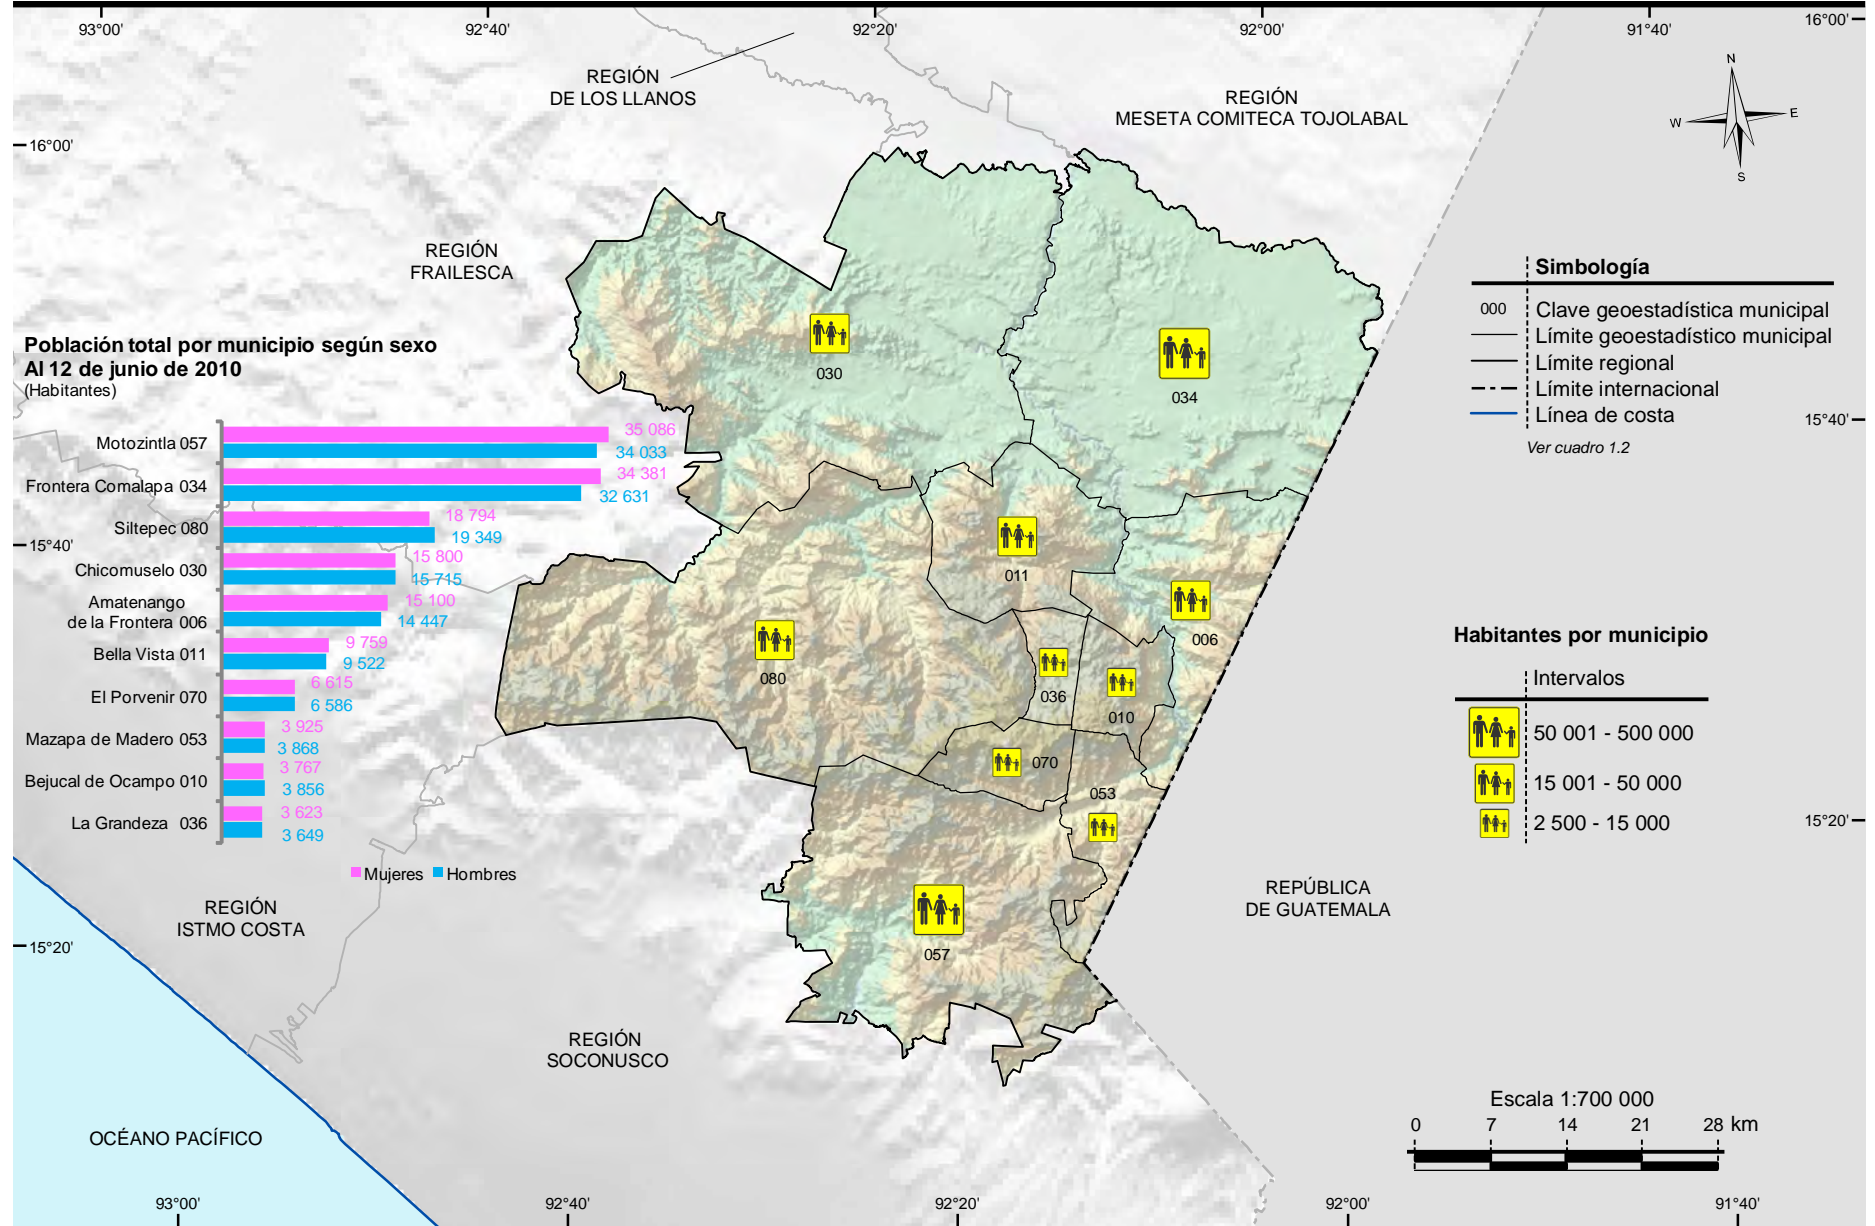 93°00'
92°40'
92°20'
92°00'
91°40'
16°00'
REGIÓN
DE LOS LLANOS
REGIÓN
MESETA COMITECA TOJOLABAL
N
W
E
S
16°00'
REGIÓN
FRAILESCA
Simbología
000 Clave geoestadística municipal
Límite geoestadístico municipal
Límite regional
Límite internacional
Línea de costa
Ver cuadro 1.2
Población total por municipio según sexo
Al 12 de junio de 2010
(Habitantes)
Motozintla 057
35 086
34 033
Frontera Comalapa 034
34 381
32 631
Siltepec 080
18 794
19 349
Chicomuselo 030
15 800
15 715
Amatenango
de la Frontera 006
15 100
14 447
Bella Vista 011
9 759
9 522
El Porvenir 070
6 615
6 586
Mazapa de Madero 053
3 925
3 868
Bejucal de Ocampo 010
3 767
3 856
La Grandeza 036
3 623
3 649
Mujeres Hombres
030
034
011
006
080
036
010
070
053
057
15°40'
15°40'
Habitantes por municipio
Intervalos
50 001 - 500 000
15 001 - 50 000
2 500 - 15 000
15°20'
15°20'
REGIÓN
ISTMO COSTA
REPÚBLICA
DE GUATEMALA
REGIÓN
SOCONUSCO
OCÉANO PACÍFICO
Escala 1:700 000
0 7 14 21 28 km
93°00'
92°40'
92°20'
92°00'
91°40'